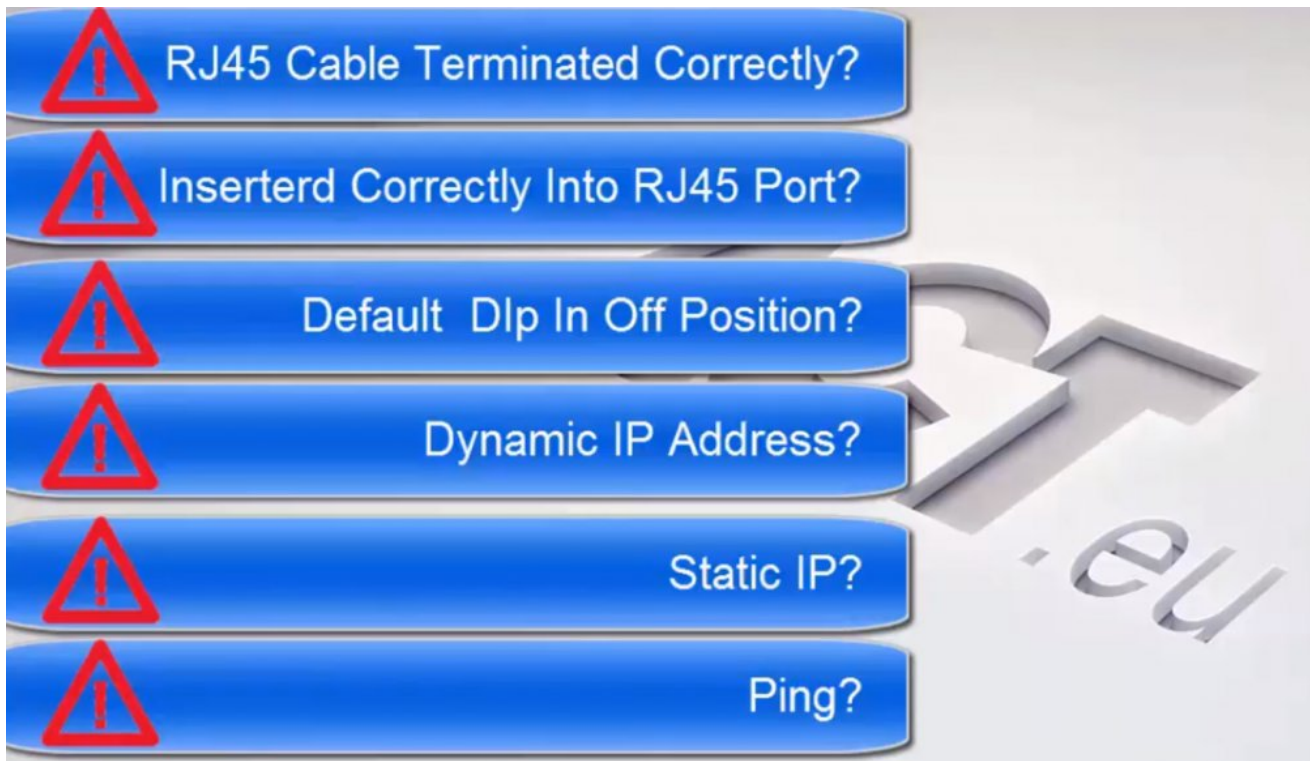 RJ45 Cable Terminated Correctly?
Inserterd Correctly Into RJ45 Port?
Default DIp In Off Position?
Dynamic IP Address?
Static IP?
Ping?
.eu